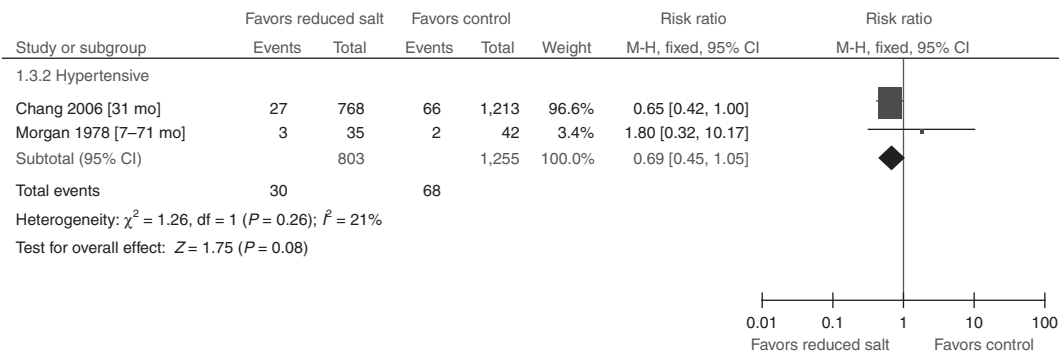 Favors reduced salt Favors control Risk ratio Risk ratio
Study or subgroup Events Total Events Total Weight M-H, fixed, 95% CI M-H, fixed, 95% CI
1.3.2 Hypertensive
Chang 2006 [31 mo] 27 768 66 1,213 96.6% 0.65 [0.42, 1.00]
Morgan 1978 [7–71 mo] 3 35 2 42 3.4% 1.80 [0.32, 10.17]
Subtotal (95% CI) 803 1,255 100.0% 0.69 [0.45, 1.05]
Total events 30 68
Heterogeneity: χ² = 1.26, df = 1 (P = 0.26); I² = 21%
Test for overall effect: Z = 1.75 (P = 0.08)
0.01 0.1 1 10 100
Favors reduced salt Favors control